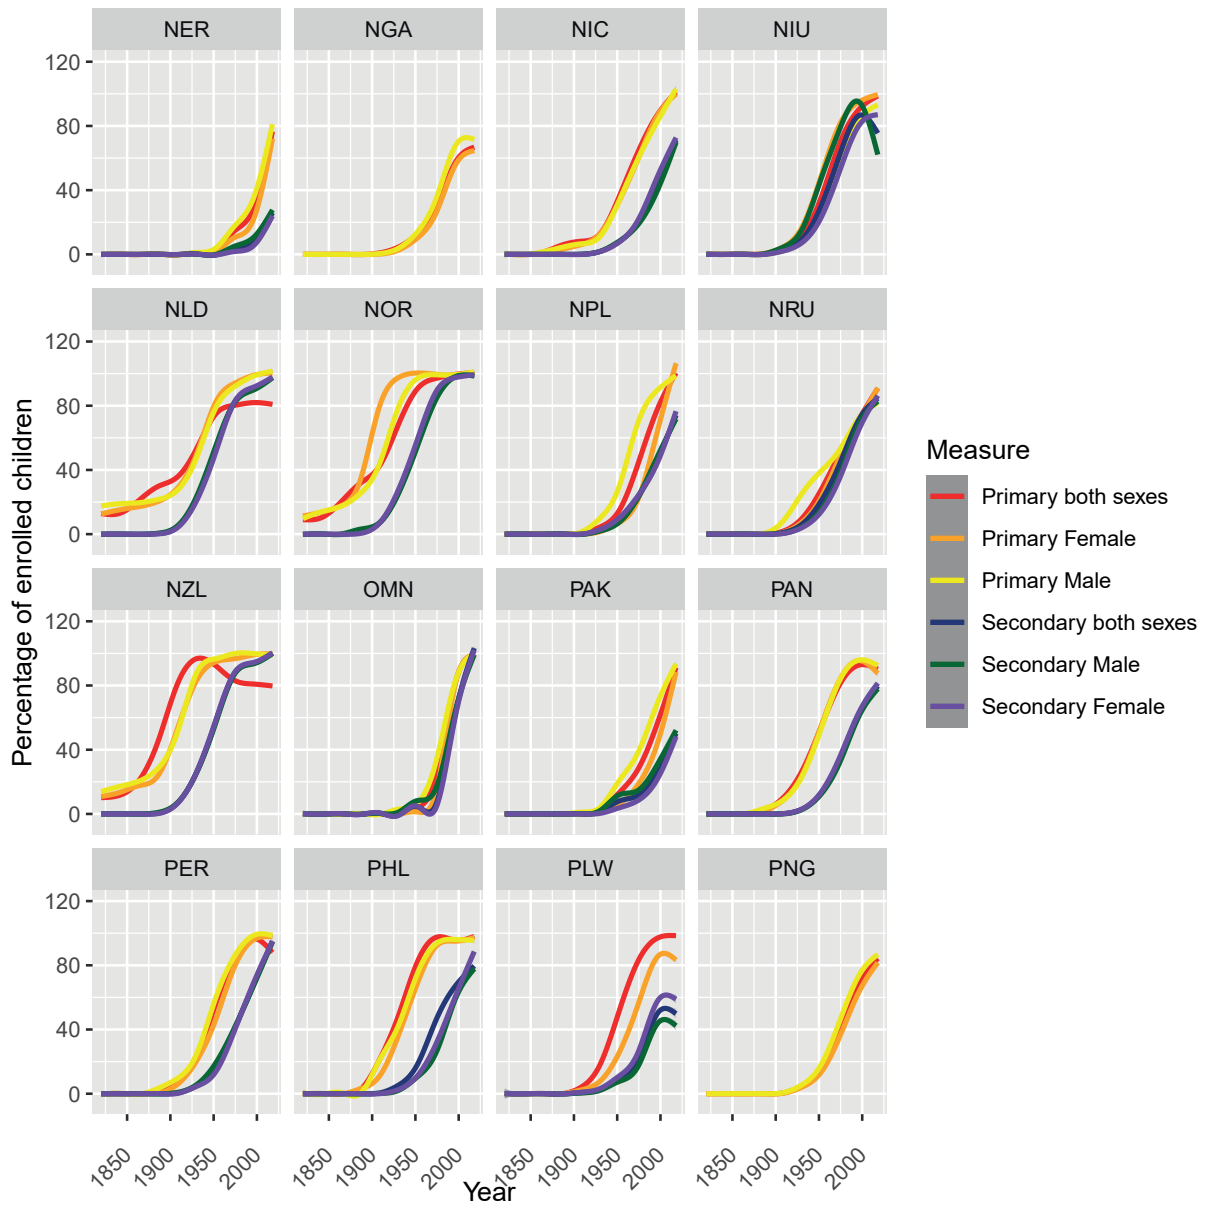 NER NGA NIC NIU
120
80
40
0
NLD NOR NPL NRU
120
80
40
0
NZL OMN PAK PAN
120
80
40
0
PER PHL PLW PNG
120
80
40
0
1850 1900 1950 2000 1850 1900 1950 2000 1850 1900 1950 2000 1850 1900 1950 2000
Year
Percentage of enrolled children
Measure
Primary both sexes
Primary Female
Primary Male
Secondary both sexes
Secondary Male
Secondary Female